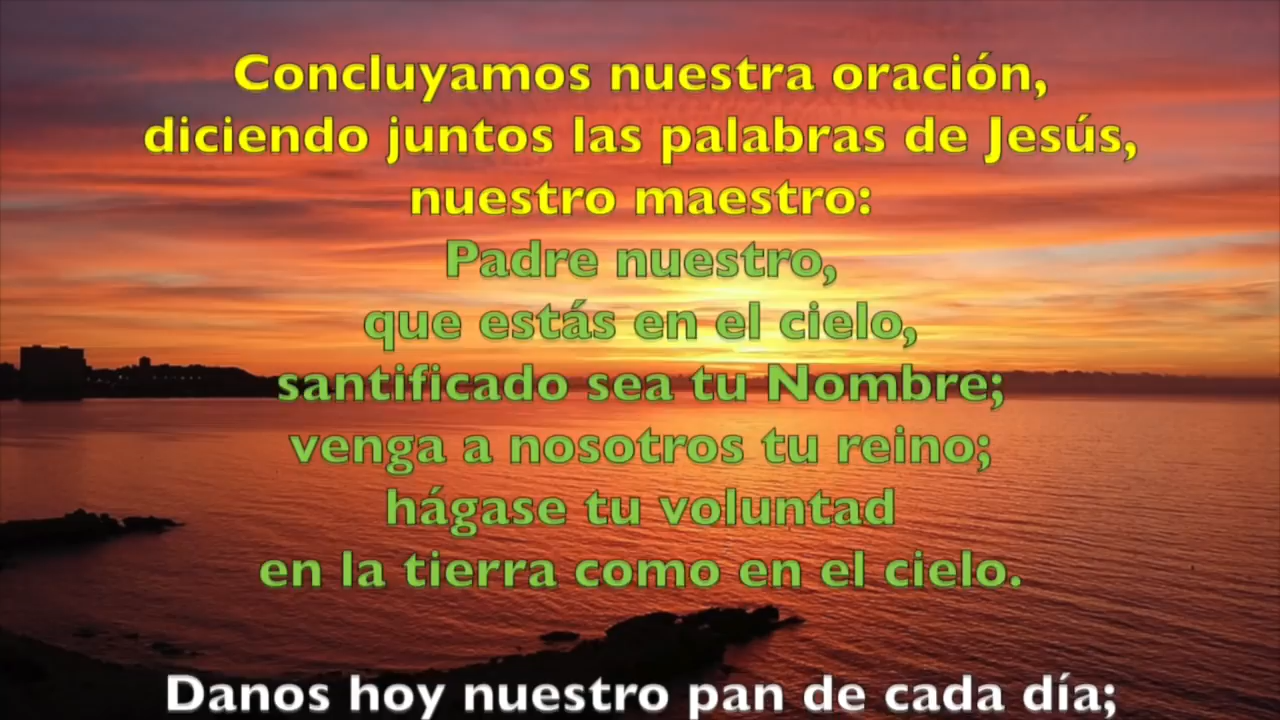 Concluyamos nuestra oración,
diciendo juntos las palabras de Jesús,
nuestro maestro:
Padre nuestro,
que estás en el cielo,
santificado sea tu Nombre;
venga a nosotros tu reino;
hágase tu voluntad
en la tierra como en el cielo.
Danos hoy nuestro pan de cada día;